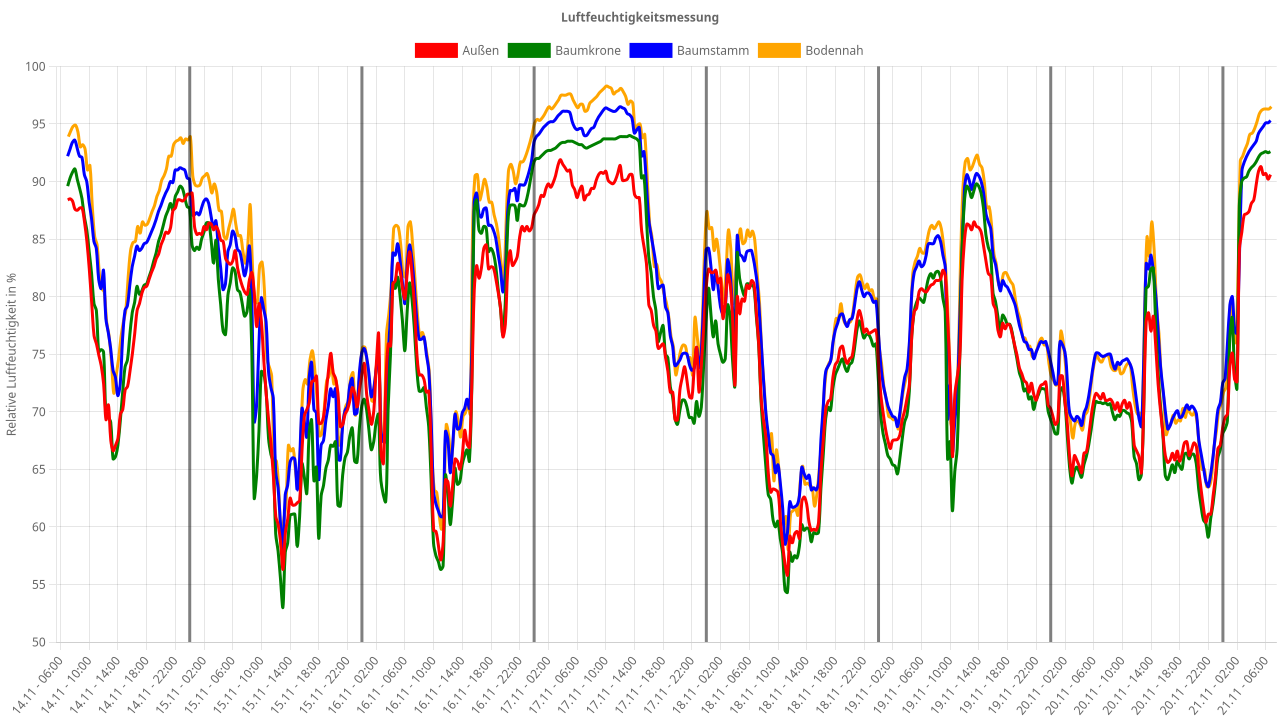 Luftfeuchtigkeitsmessung
Außen Baumkrone Baumstamm Bodennah
Relative Luftfeuchtigkeit in %
100
95
90
85
80
75
70
65
60
55
50
14.11 - 06:00
14.11 - 10:00
14.11 - 14:00
14.11 - 18:00
14.11 - 22:00
15.11 - 02:00
15.11 - 06:00
15.11 - 10:00
15.11 - 14:00
15.11 - 18:00
15.11 - 22:00
16.11 - 02:00
16.11 - 06:00
16.11 - 10:00
16.11 - 14:00
16.11 - 18:00
16.11 - 22:00
17.11 - 02:00
17.11 - 06:00
17.11 - 10:00
17.11 - 14:00
17.11 - 18:00
17.11 - 22:00
18.11 - 02:00
18.11 - 06:00
18.11 - 10:00
18.11 - 14:00
18.11 - 18:00
18.11 - 22:00
19.11 - 02:00
19.11 - 06:00
19.11 - 10:00
19.11 - 14:00
19.11 - 18:00
19.11 - 22:00
20.11 - 02:00
20.11 - 06:00
20.11 - 10:00
20.11 - 14:00
20.11 - 18:00
20.11 - 22:00
21.11 - 02:00
21.11 - 06:00